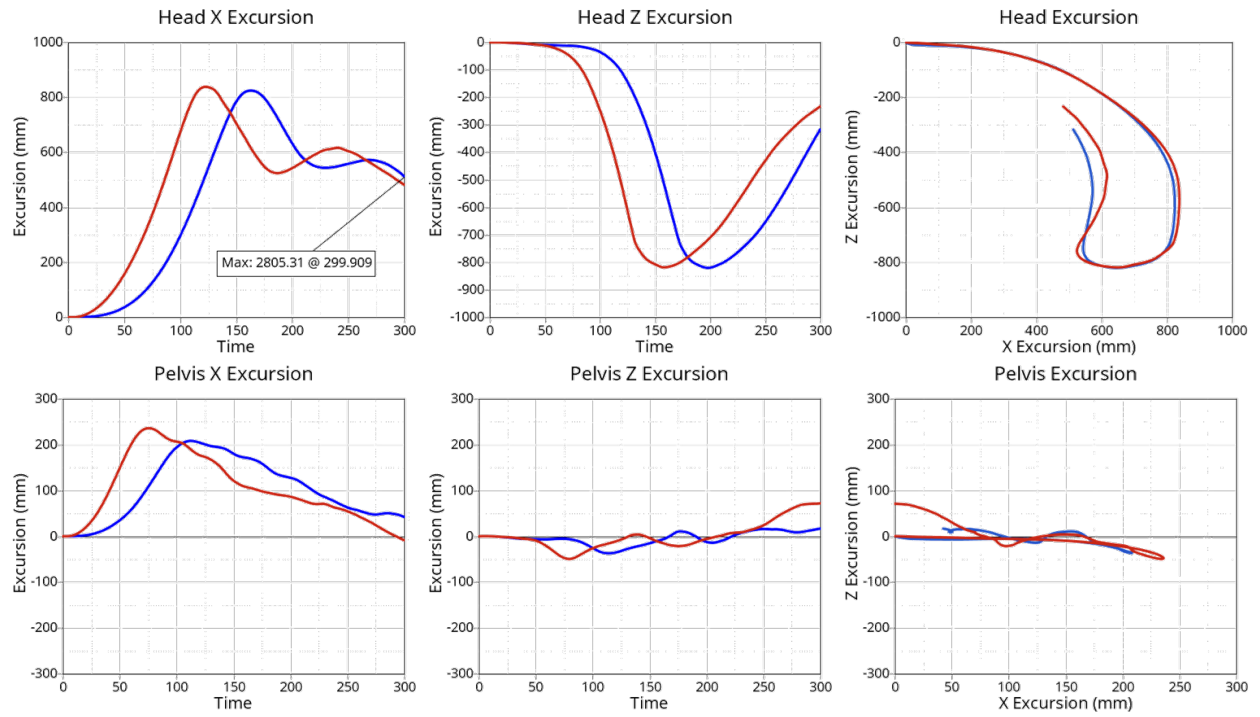 Head X Excursion
Excursion (mm)
1000
800
600
400
200
0
0 50 100 150 200 250 300
Time
Max: 2805.31 @ 299.909
Head Z Excursion
Excursion (mm)
0
-100
-200
-300
-400
-500
-600
-700
-800
-900
-1000
0 50 100 150 200 250 300
Time
Head Excursion
Z Excursion (mm)
0
-200
-400
-600
-800
-1000
0 200 400 600 800 1000
X Excursion (mm)
Pelvis X Excursion
Excursion (mm)
300
200
100
0
-100
-200
-300
0 50 100 150 200 250 300
Time
Pelvis Z Excursion
Excursion (mm)
300
200
100
0
-100
-200
-300
0 50 100 150 200 250 300
Time
Pelvis Excursion
Z Excursion (mm)
300
200
100
0
-100
-200
-300
0 50 100 150 200 250 300
X Excursion (mm)